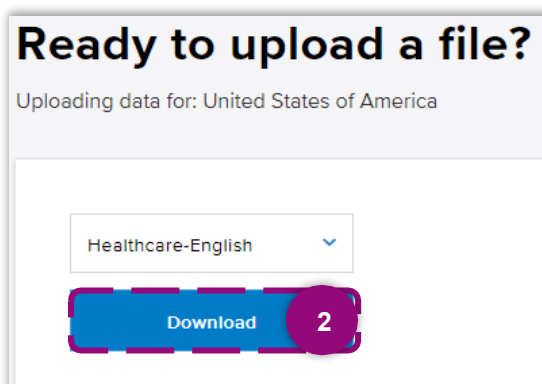 Ready to upload a file?
Uploading data for: United States of America
Healthcare-English
Download
2